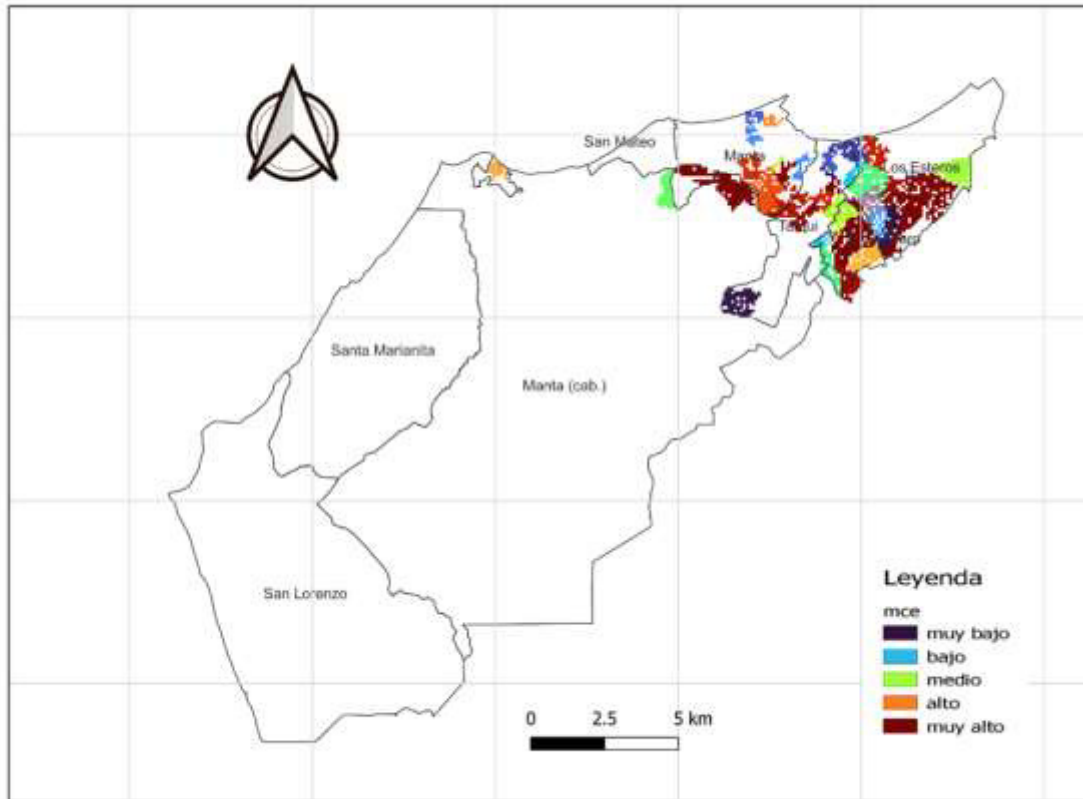 San Mateo
Manta
Los Esteros
Santa Marianita
Manta (cab.)
San Lorenzo
Leyenda
mce
muy bajo
bajo
medio
alto
muy alto
0 2.5 5 km